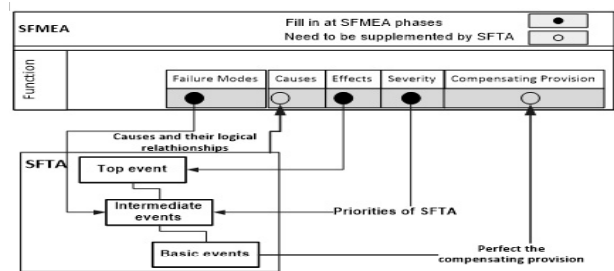 SFMEA
Fill in at SFMEA phases
Need to be supplemented by SFTA
Function
Failure Modes
Causes
Effects
Severity
Compensating Provision
Causes and their logical
relathionships
SFTA
Top event
Intermediate
events
Priorities of SFTA
Basic events
Perfect the
compensating provision